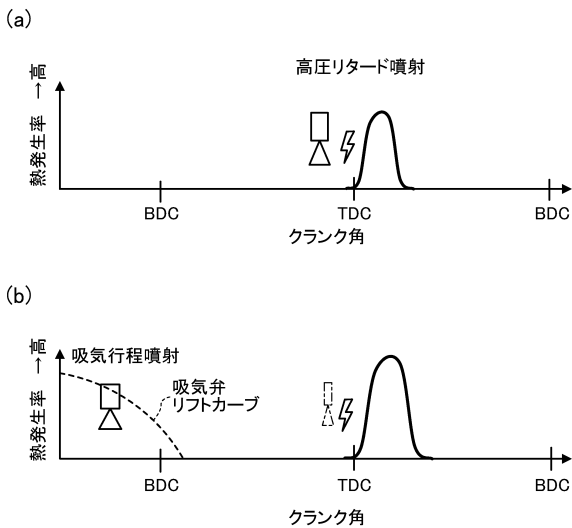 (a)
高圧リタード噴射
熱発生率 →高
BDC
TDC
BDC
クランク角
(b)
吸気行程噴射
吸気弁
リフトカーブ
熱発生率 →高
BDC
TDC
BDC
クランク角